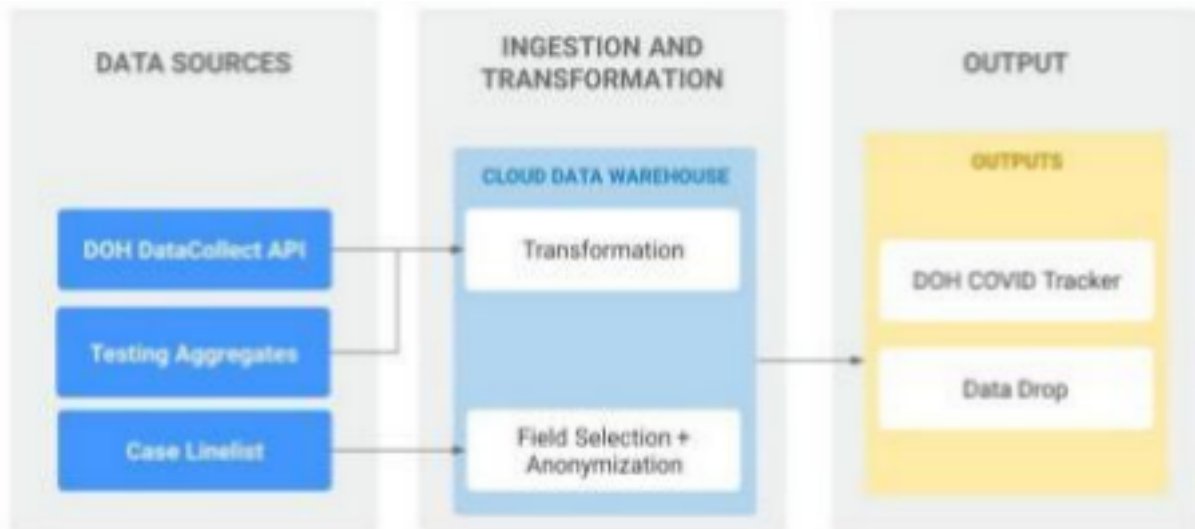 DATA SOURCES
DOH DataCollect API
Testing Aggregates
Case Linelist
INGESTION AND
TRANSFORMATION
CLOUD DATA WAREHOUSE
Transformation
Field Selection +
Anonymization
OUTPUT
OUTPUTS
DOH COVID Tracker
Data Drop